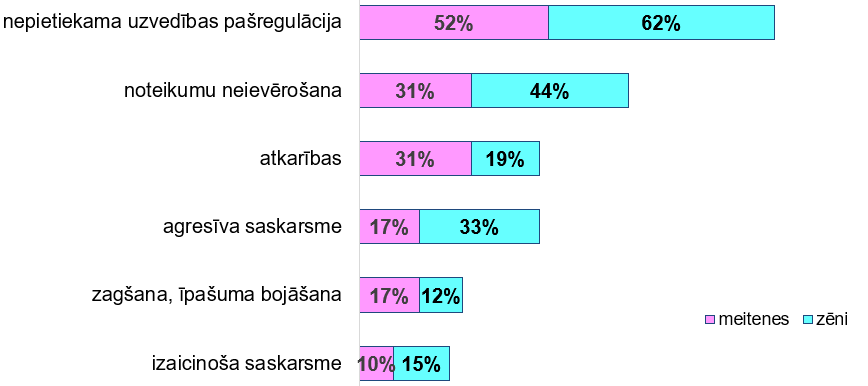 nepietiekama uzvedības pašregulācija 52% 62%
noteikumu neievērošana 31% 44%
atkarības 31% 19%
agresīva saskarsme 17% 33%
zagšana, īpašuma bojāšana 17% 12%
meitenes zēni
izaicinoša saskarsme 10% 15%